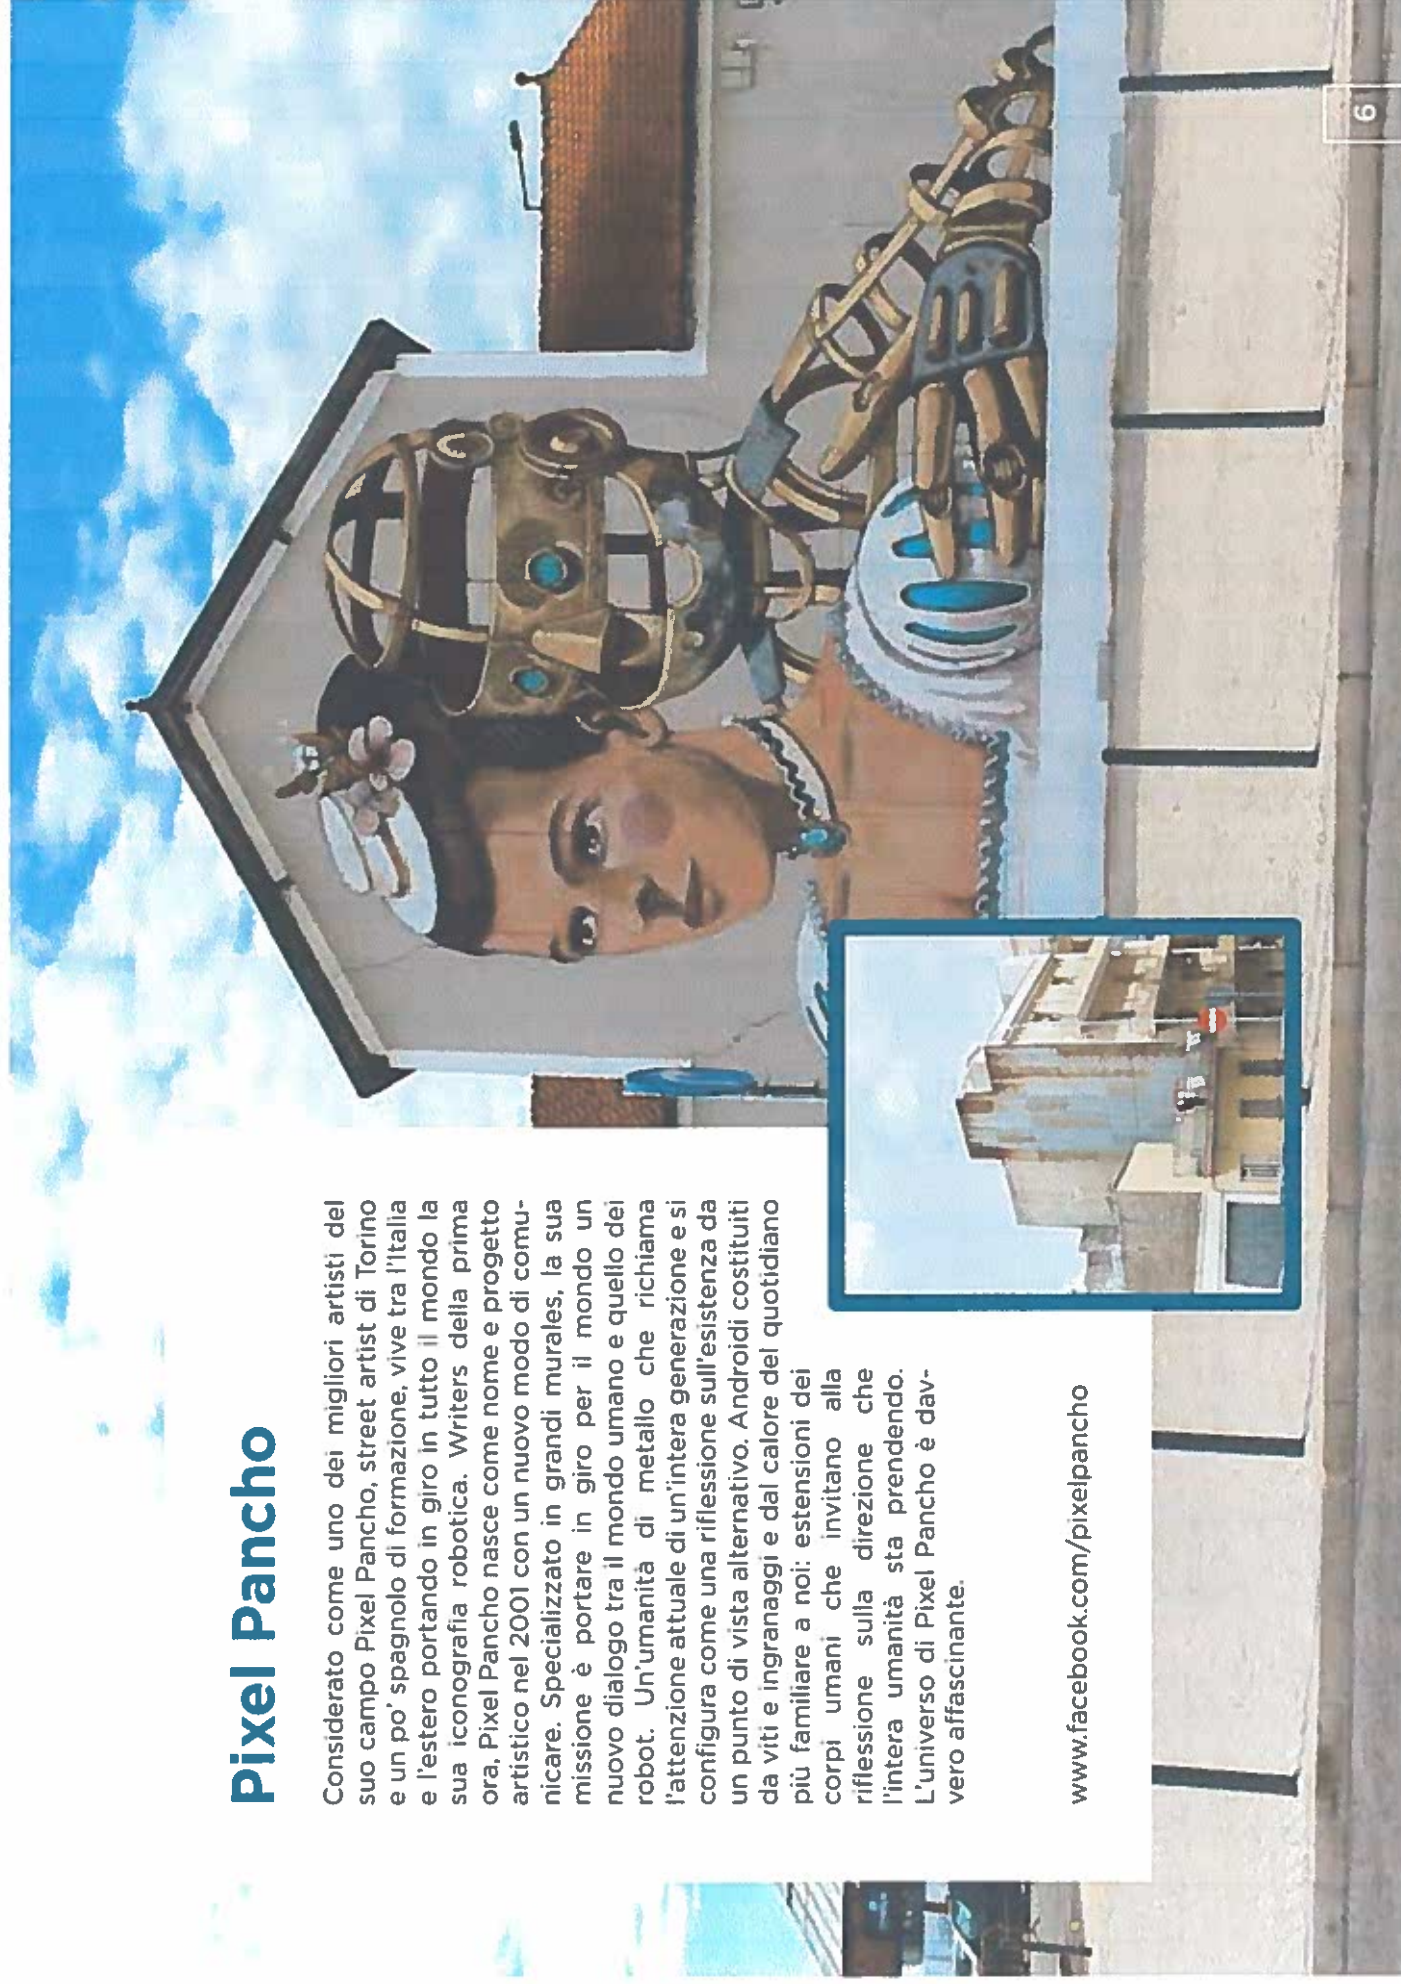 Pixel Pancho
Considerato come uno dei migliori artisti del
suo campo Pixel Pancho, street artist di Torino
e un po' spagnolo di formazione, vive tra l'Italia
e l'estero portando in giro in tutto il mondo la
sua iconografia robotica. Writers della prima
ora, Pixel Pancho nasce come nome e progetto
artistico nel 2001 con un nuovo modo di comu-
nicare. Specializzato in grandi murales, la sua
missione è portare in giro per il mondo un
nuovo dialogo tra il mondo umano e quello dei
robot. Un'umanità di metallo che richiama
l'attenzione attuale di un'intera generazione e si
configura come una riflessione sull'esistenza da
un punto di vista alternativo. Androidi costituiti
da viti e ingranaggi e dal calore del quotidiano
più familiare a noi: estensioni dei
corpi umani che invitano alla
riflessione sulla direzione che
l'intera umanità sta prendendo.
L'universo di Pixel Pancho è dav-
vero affascinante.
www.facebook.com/pixelpancho
6